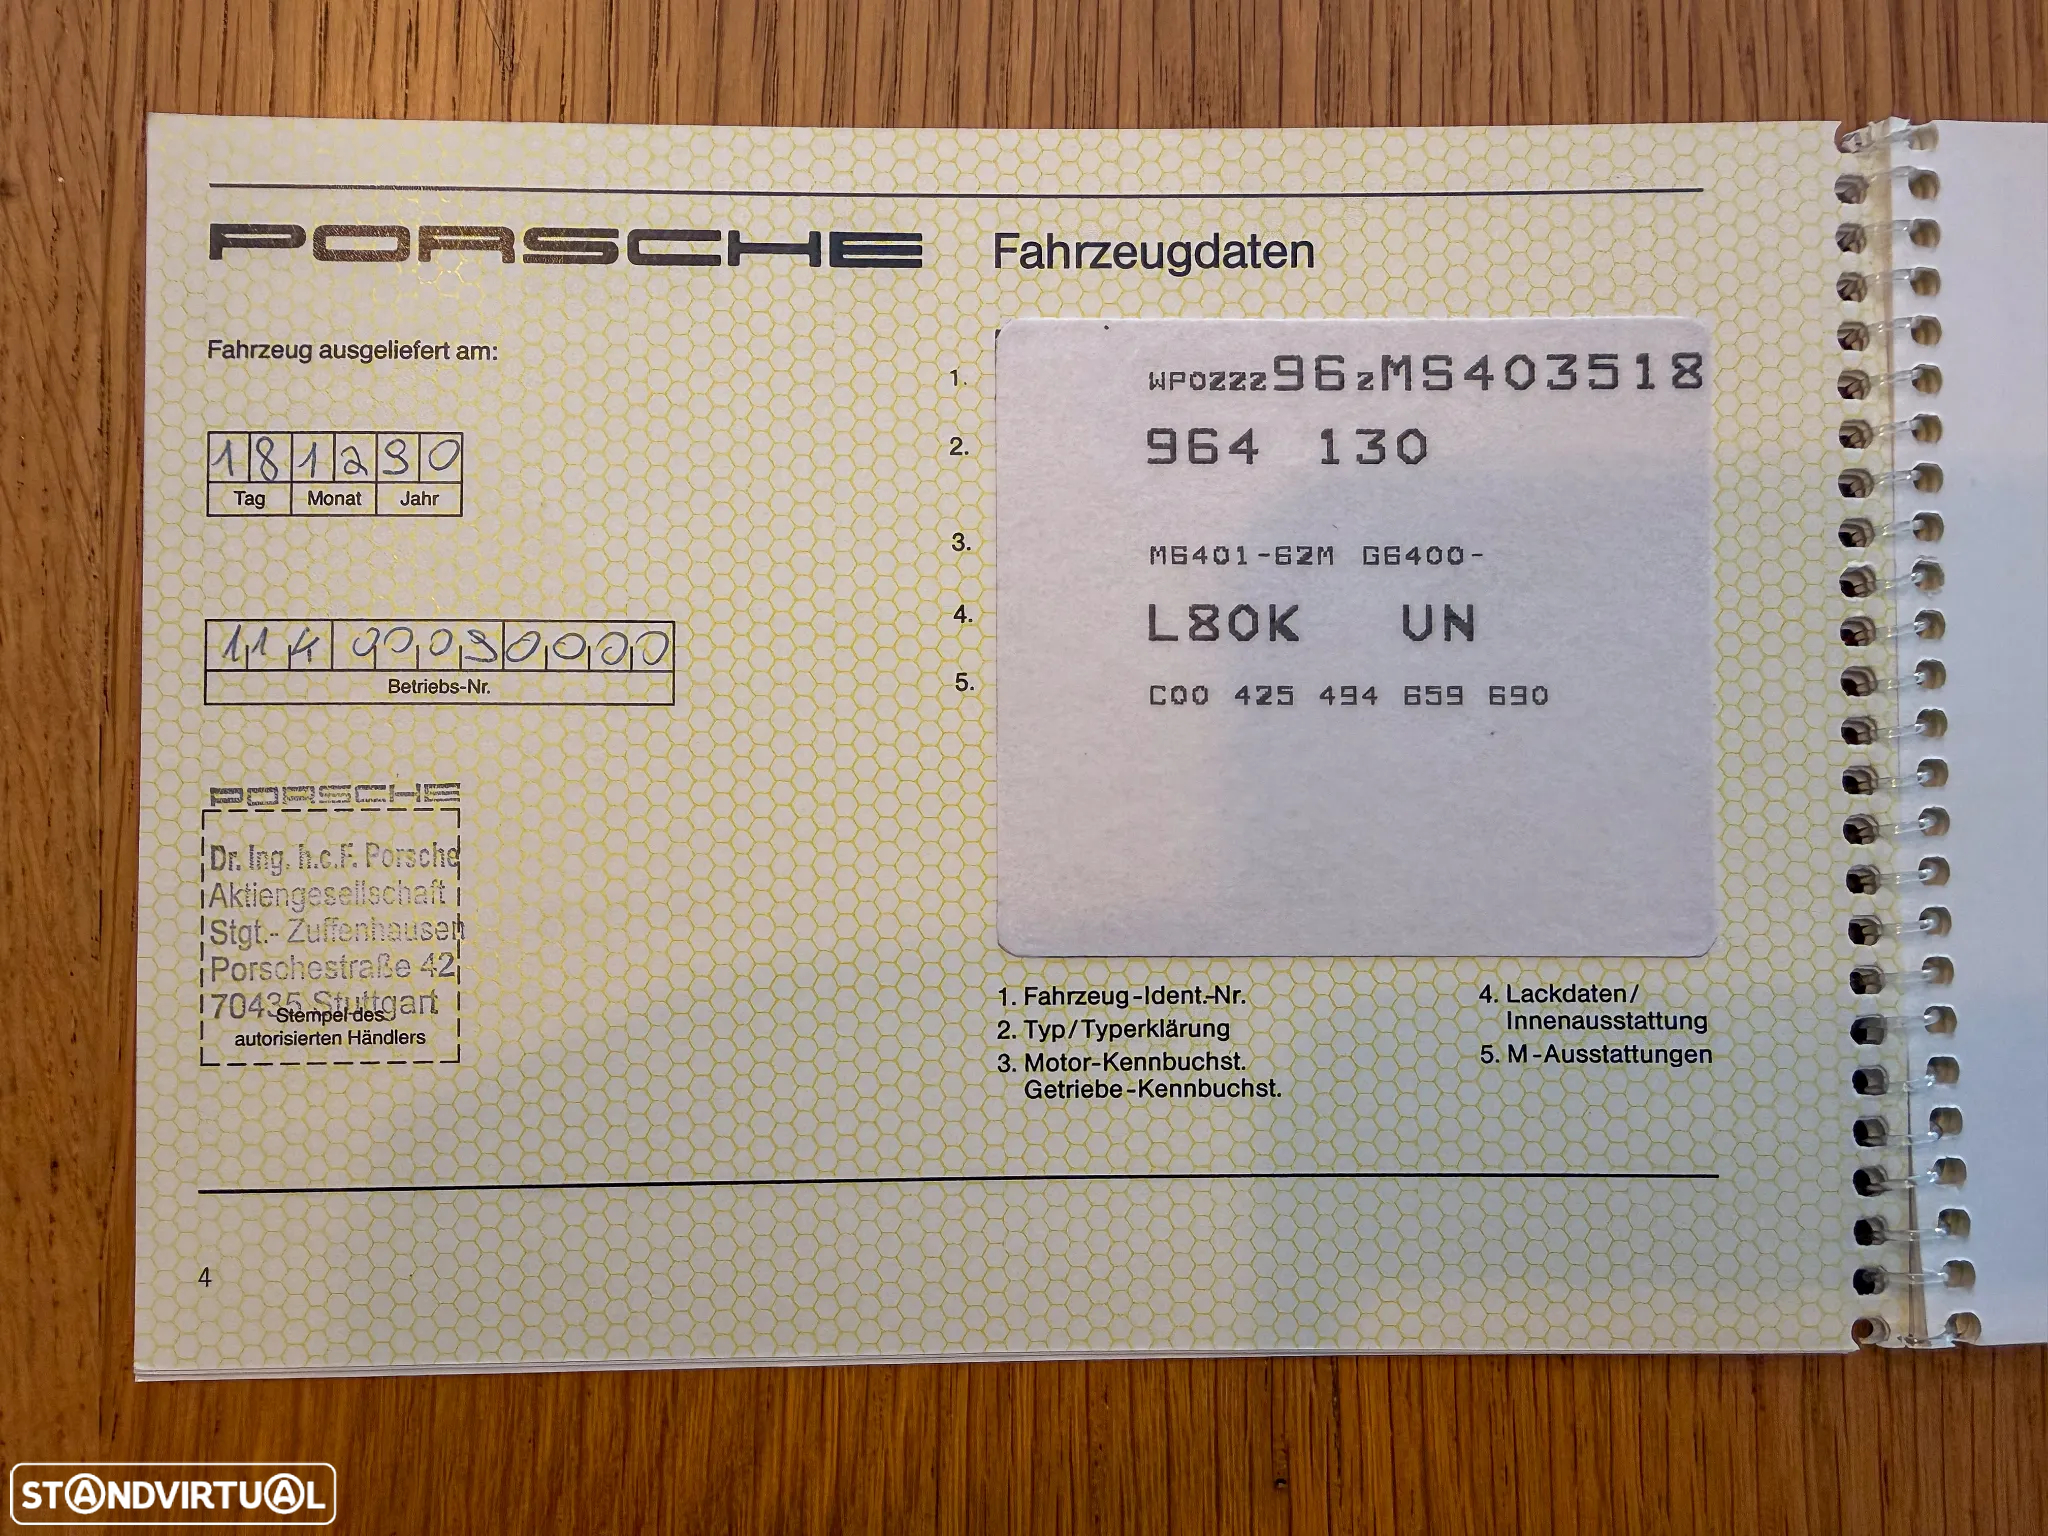 PORSCHE Fahrzeugdaten
Fahrzeug ausgeliefert am:
181290
Tag Monat Jahr
Betriebs-Nr.
PORSCHE
Dr. Ing. h.c.F. Porsche
Aktiengesellschaft
Stgt.- Zuffenhausen
Porschestraße 42
70435 Stuttgart
Stempel des
autorisierten Händlers
1. WP0ZZZ96ZMS403518
2. 964 130
3. M6401-62M G6400-
4. L80K UN
5. C00 425 494 659 690
1. Fahrzeug-Ident.-Nr.
2. Typ/Typerklärung
3. Motor-Kennbuchst.
Getriebe-Kennbuchst.
4. Lackdaten/
Innenausstattung
5. M-Ausstattungen
4
STANDVIRTUAL